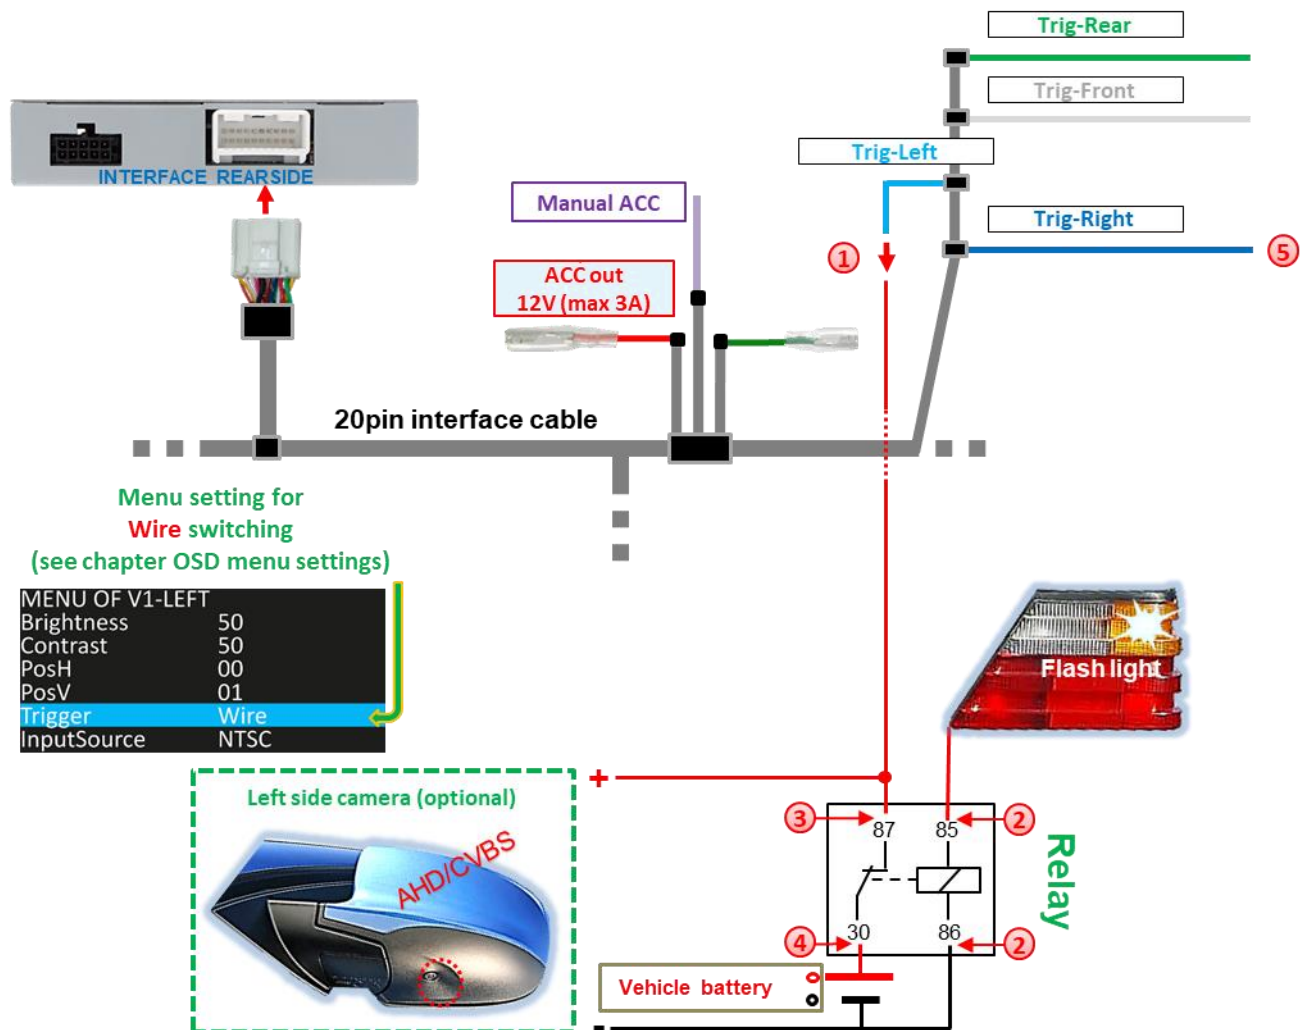 Trig-Rear
Trig-Front
Trig-Left
Trig-Right
INTERFACE REARSIDE
Manual ACC
ACC out
12V (max 3A)
1
5
20pin interface cable
Menu setting for
Wire switching
(see chapter OSD menu settings)
MENU OF V1-LEFT
Brightness 50
Contrast 50
PosH 00
PosV 01
Trigger Wire
InputSource NTSC
Flash light
+
Left side camera (optional)
AHD/CVBS
3
87
85
2
Relay
4
30
86
2
Vehicle battery
-